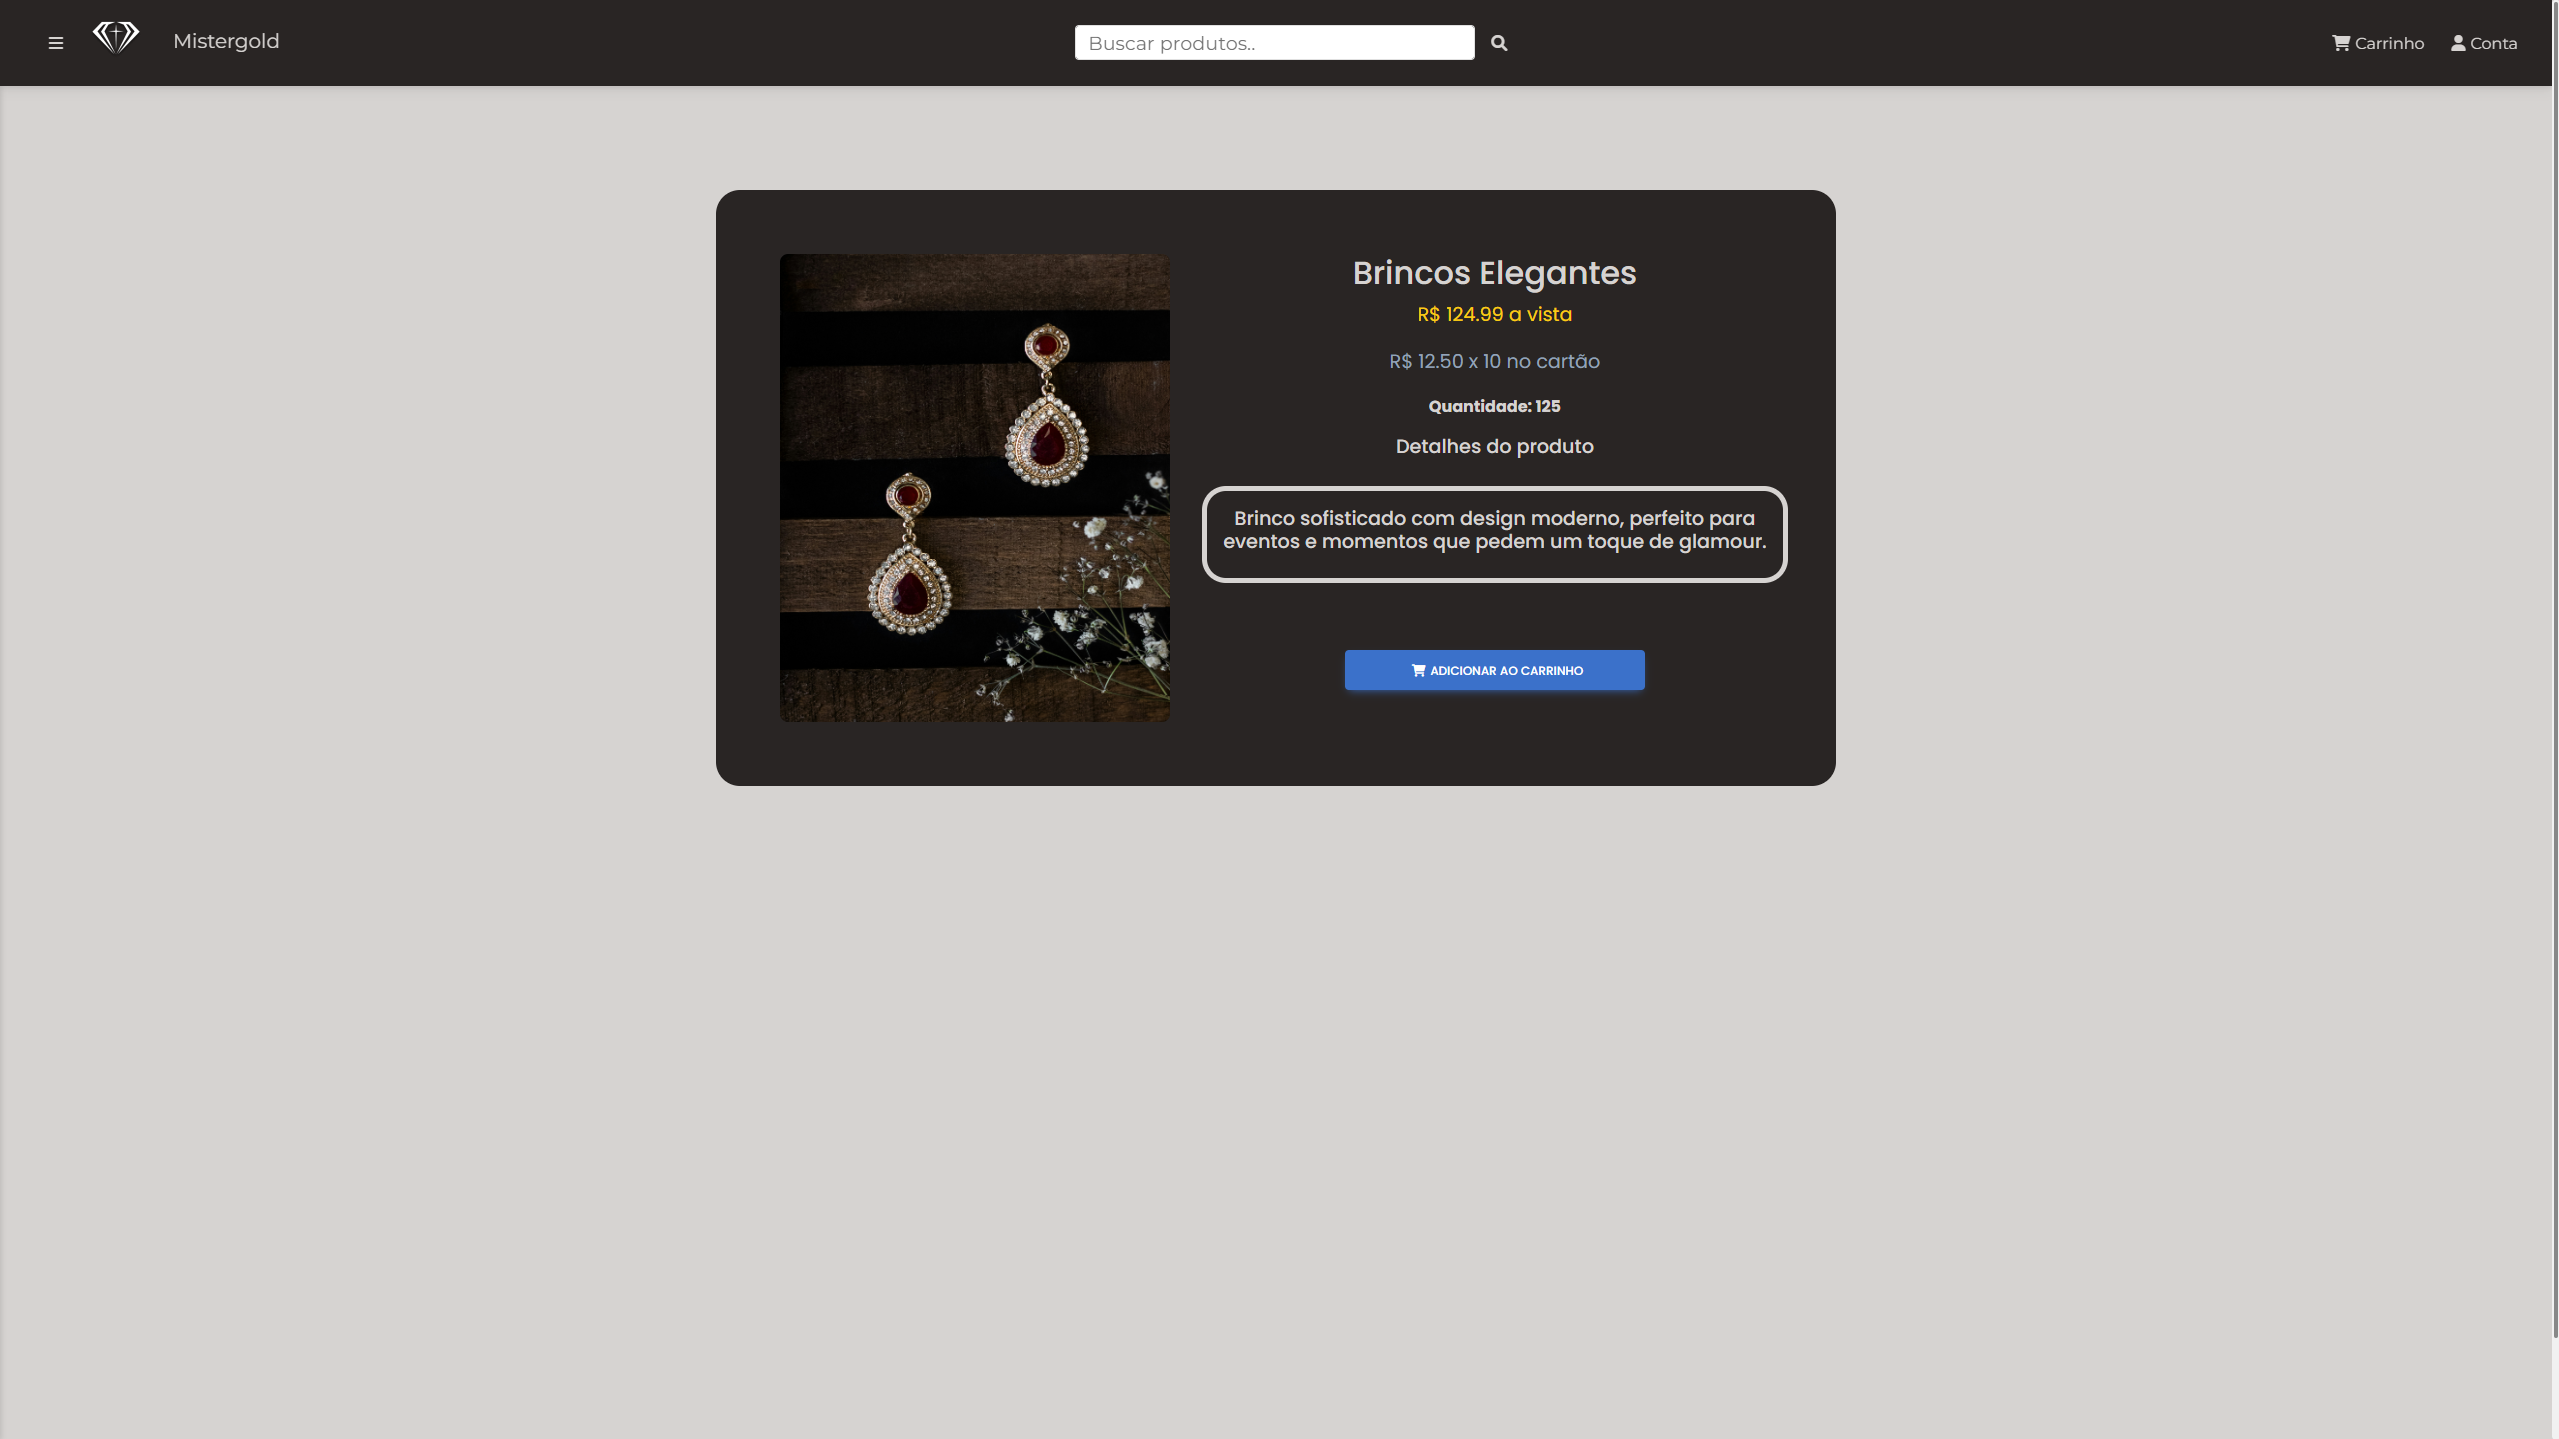 Mistergold
Buscar produtos..
Carrinho
Conta
Brincos Elegantes
R$ 124.99 a vista
R$ 12.50 x 10 no cartão
Quantidade: 125
Detalhes do produto
Brinco sofisticado com design moderno, perfeito para
eventos e momentos que pedem um toque de glamour.
ADICIONAR AO CARRINHO